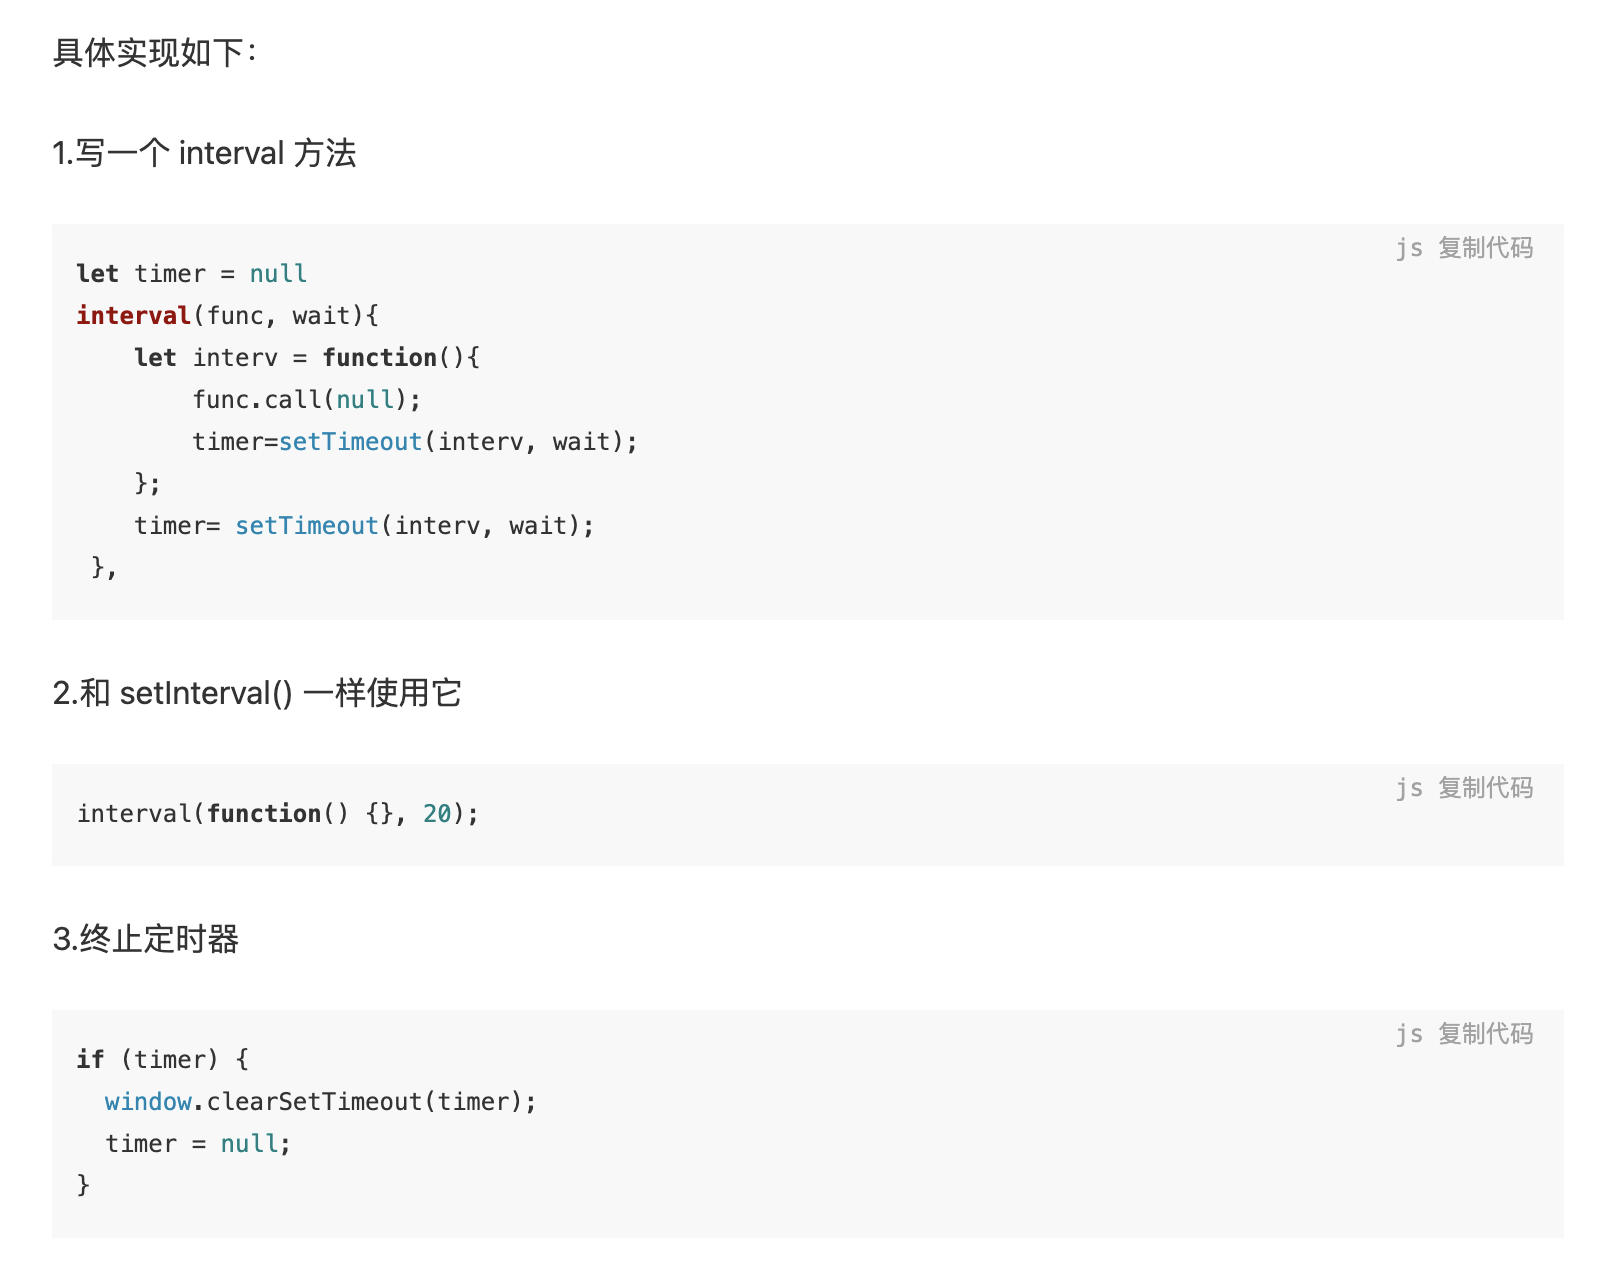 具体实现如下：
1.写一个 interval 方法
js 复制代码
let timer = null
interval(func, wait){
    let interv = function(){
        func.call(null);
        timer=setTimeout(interv, wait);
    };
    timer= setTimeout(interv, wait);
 },
2.和 setInterval() 一样使用它
js 复制代码
interval(function() {}, 20);
3.终止定时器
js 复制代码
if (timer) {
  window.clearSetTimeout(timer);
  timer = null;
}